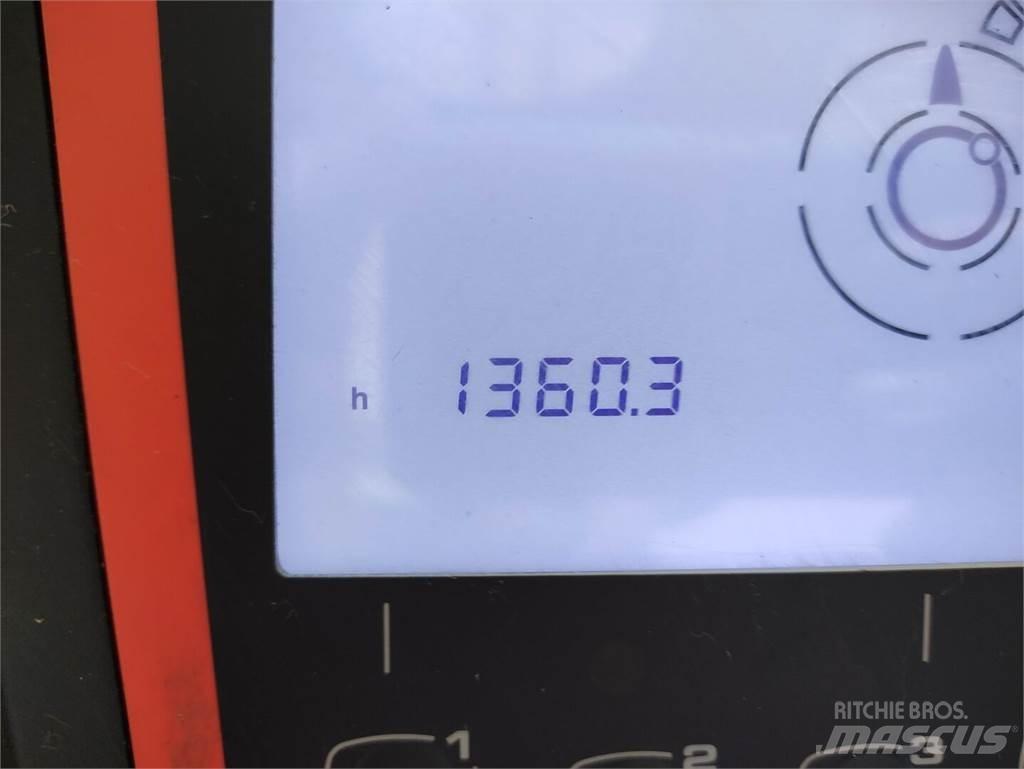 h 1360.3
1 2 3
RITCHIE BROS.
MASCUS